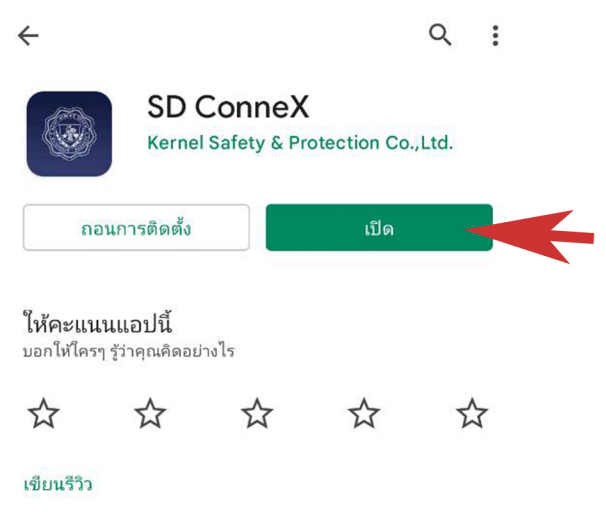 SD ConneX
Kernel Safety & Protection Co.,Ltd.
ถอนการติดตั้ง
เปิด
ให้คะแนนแอปนี้
บอกให้ใครๆ รู้ว่าคุณคิดอย่างไร
เขียนรีวิว